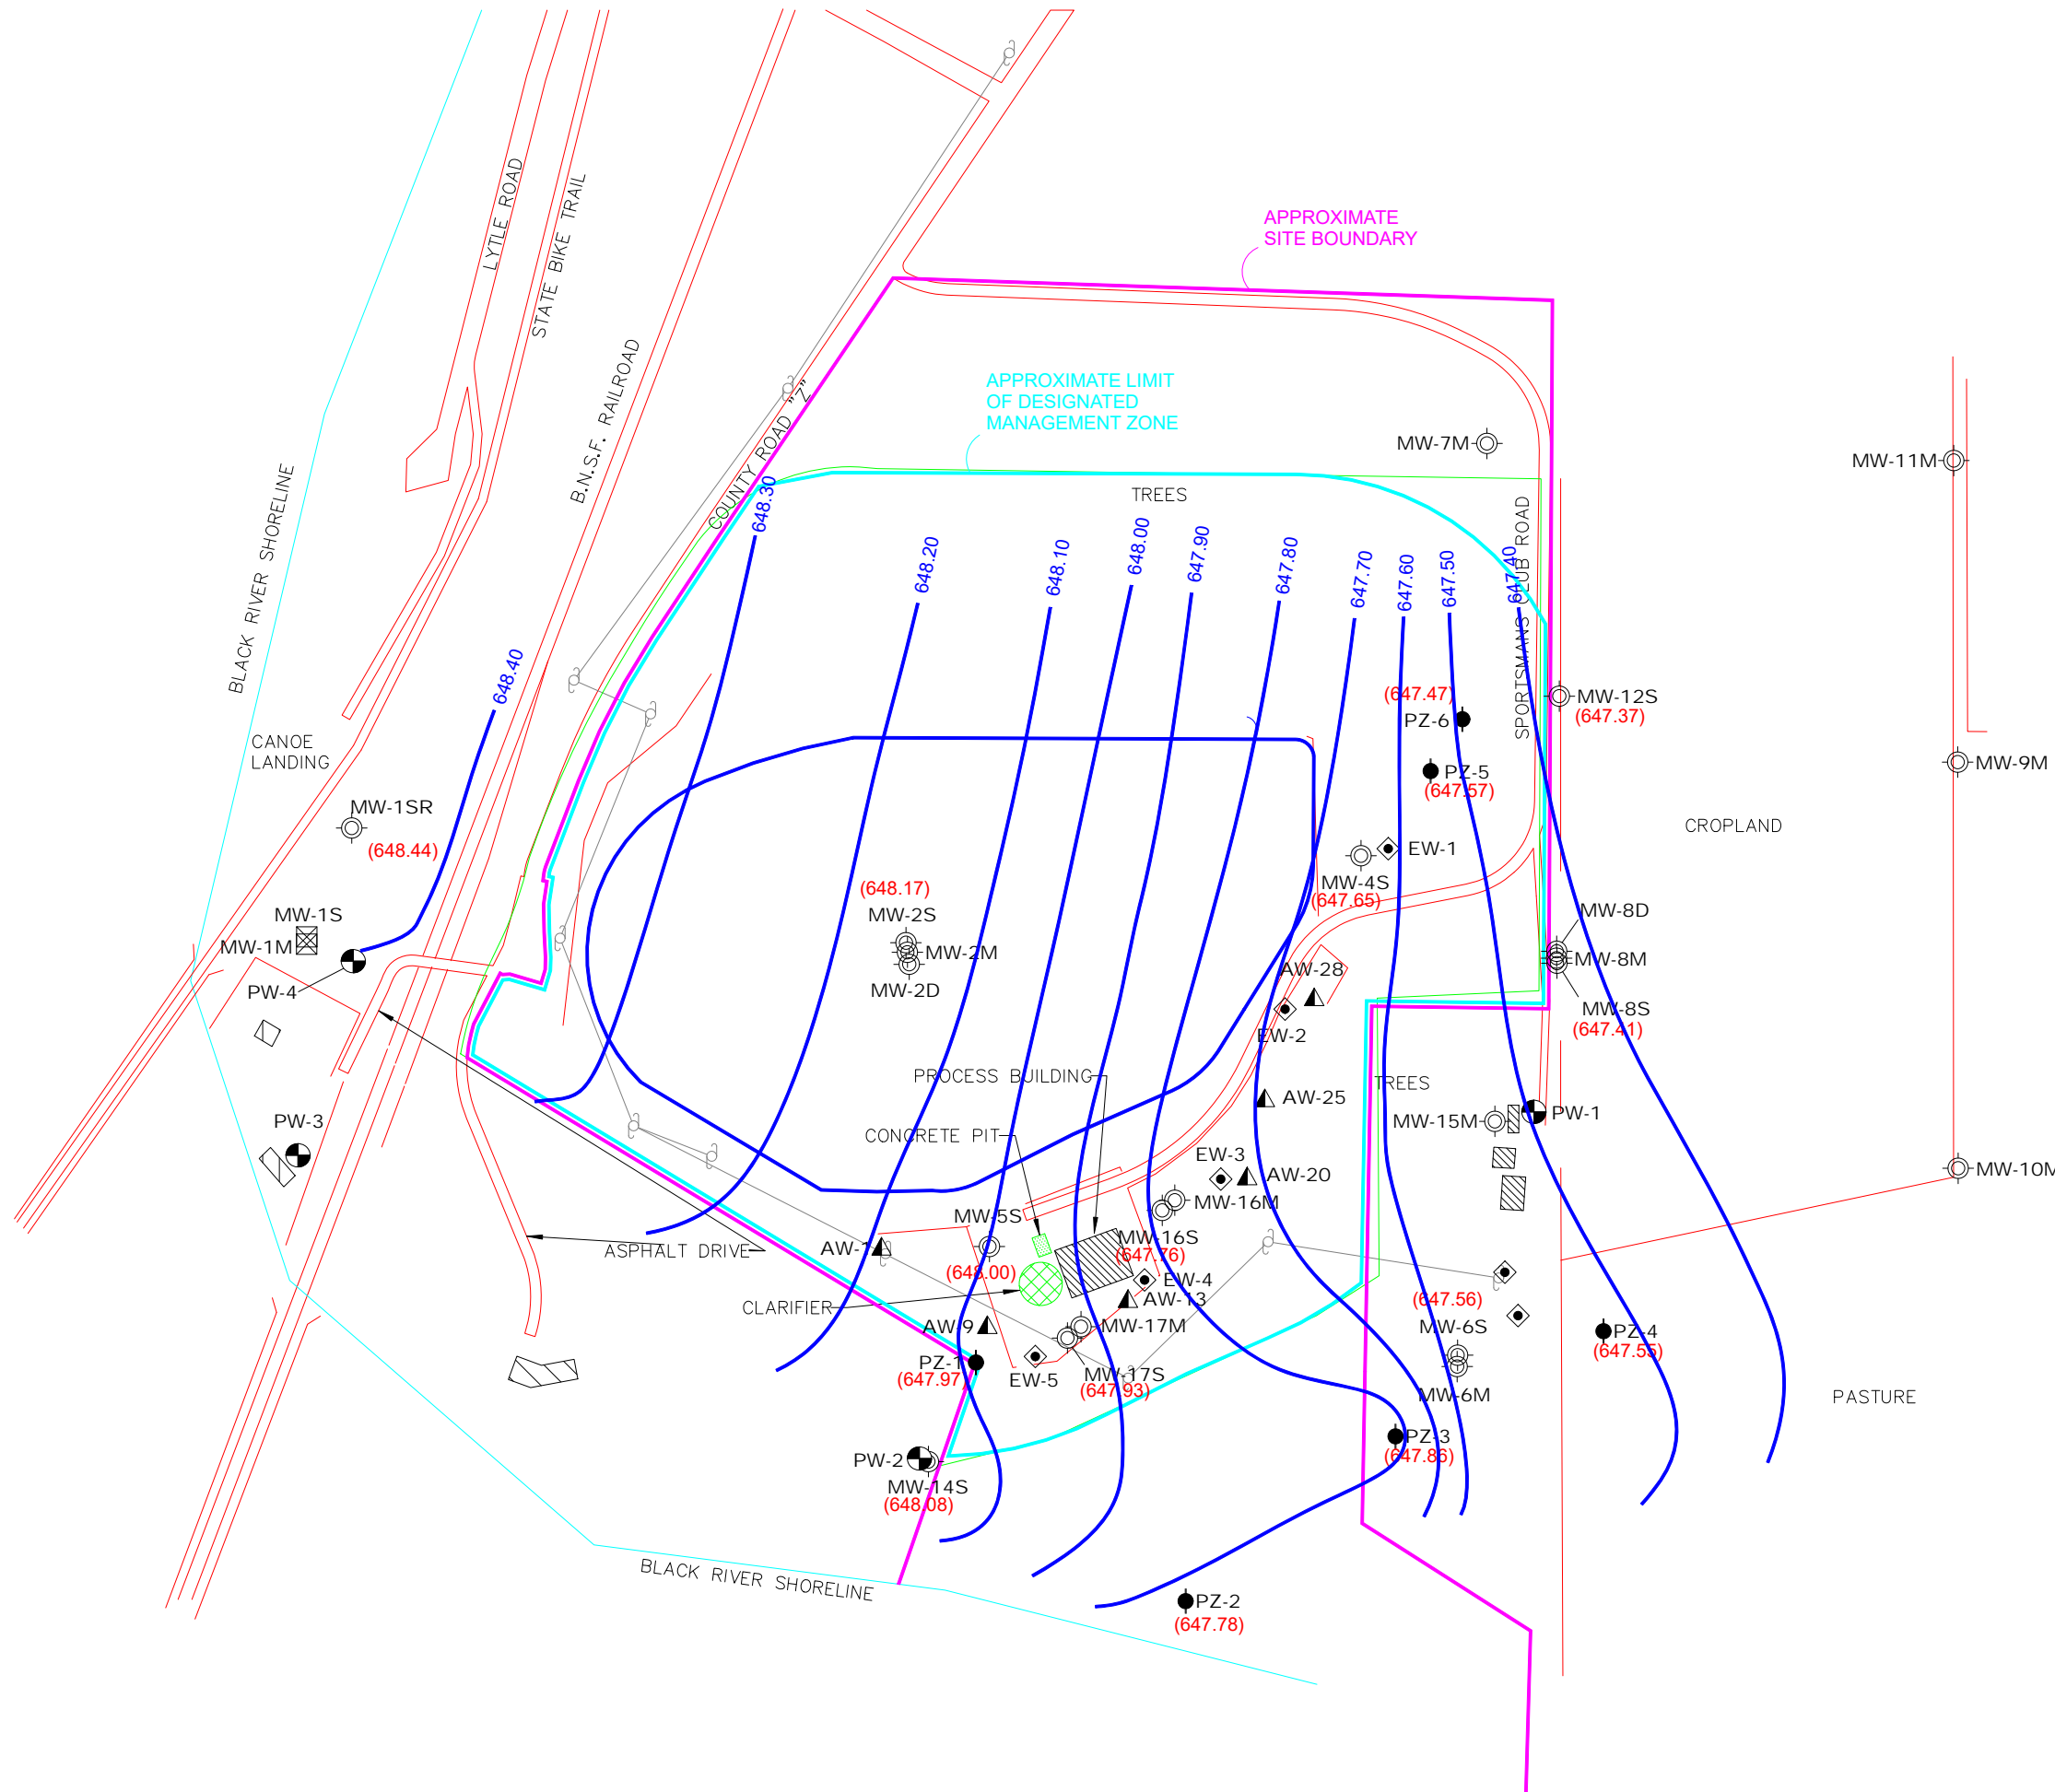 APPROXIMATE
SITE BOUNDARY
LYTLE ROAD
STATE BIKE TRAIL
B.N.S.F. RAILROAD
COUNTY ROAD "Z"
APPROXIMATE LIMIT
OF DESIGNATED
MANAGEMENT ZONE
MW-7M
MW-11M
TREES
BLACK RIVER SHORELINE
SPORTSMANS CLUB ROAD
648.40
648.30
648.20
648.10
648.00
647.90
647.80
647.70
647.60
647.50
647.40
(647.47)
PZ-6
MW-12S
(647.37)
CANOE
LANDING
PZ-5
(647.57)
MW-9M
MW-1SR
(648.44)
CROPLAND
EW-1
MW-4S
(647.65)
(648.17)
MW-2S
MW-2M
MW-2D
MW-1S
MW-1M
PW-4
MW-8D
MW-8M
MW-8S
(647.41)
AW-28
EW-2
PROCESS BUILDING
TREES
AW-25
MW-15M
PW-1
PW-3
CONCRETE PIT
EW-3
AW-20
MW-10M
MW-16M
MW-5S
(648.00)
MW-16S
(647.76)
AW-1
ASPHALT DRIVE
EW-4
AW-13
CLARIFIER
AW-9
MW-17M
(647.56)
MW-6S
MW-6M
PZ-4
(647.55)
PZ-1
(647.97)
EW-5
MW-17S
(647.93)
PASTURE
PZ-3
(647.86)
PW-2
MW-14S
(648.08)
BLACK RIVER SHORELINE
PZ-2
(647.78)